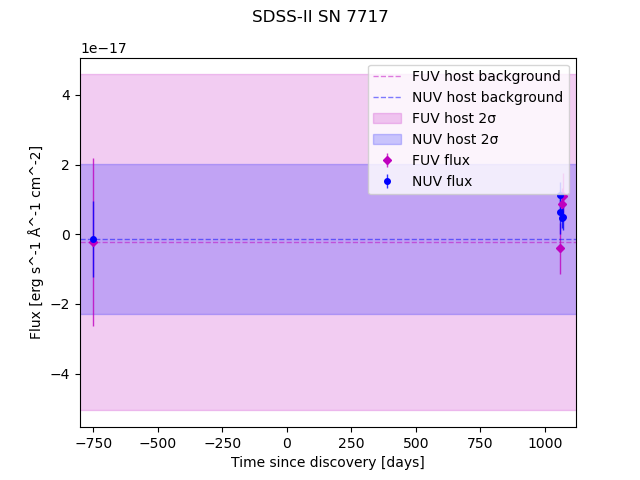 SDSS-II SN 7717
1e−17
FUV host background
NUV host background
FUV host 2σ
NUV host 2σ
FUV flux
NUV flux
4
2
0
−2
−4
Flux [erg s^-1 Å^-1 cm^-2]
−750 −500 −250 0 250 500 750 1000
Time since discovery [days]